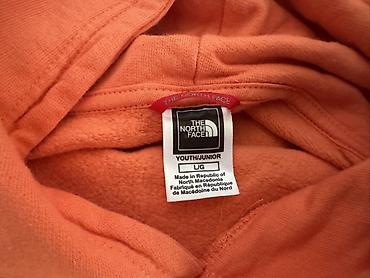 THE NORTH FACE
THE
NORTH
FACE
YOUTH/JUNIOR
L/G
Made in Republic of
North Macedonia
Fabriqué en République
de Macédoine du Nord